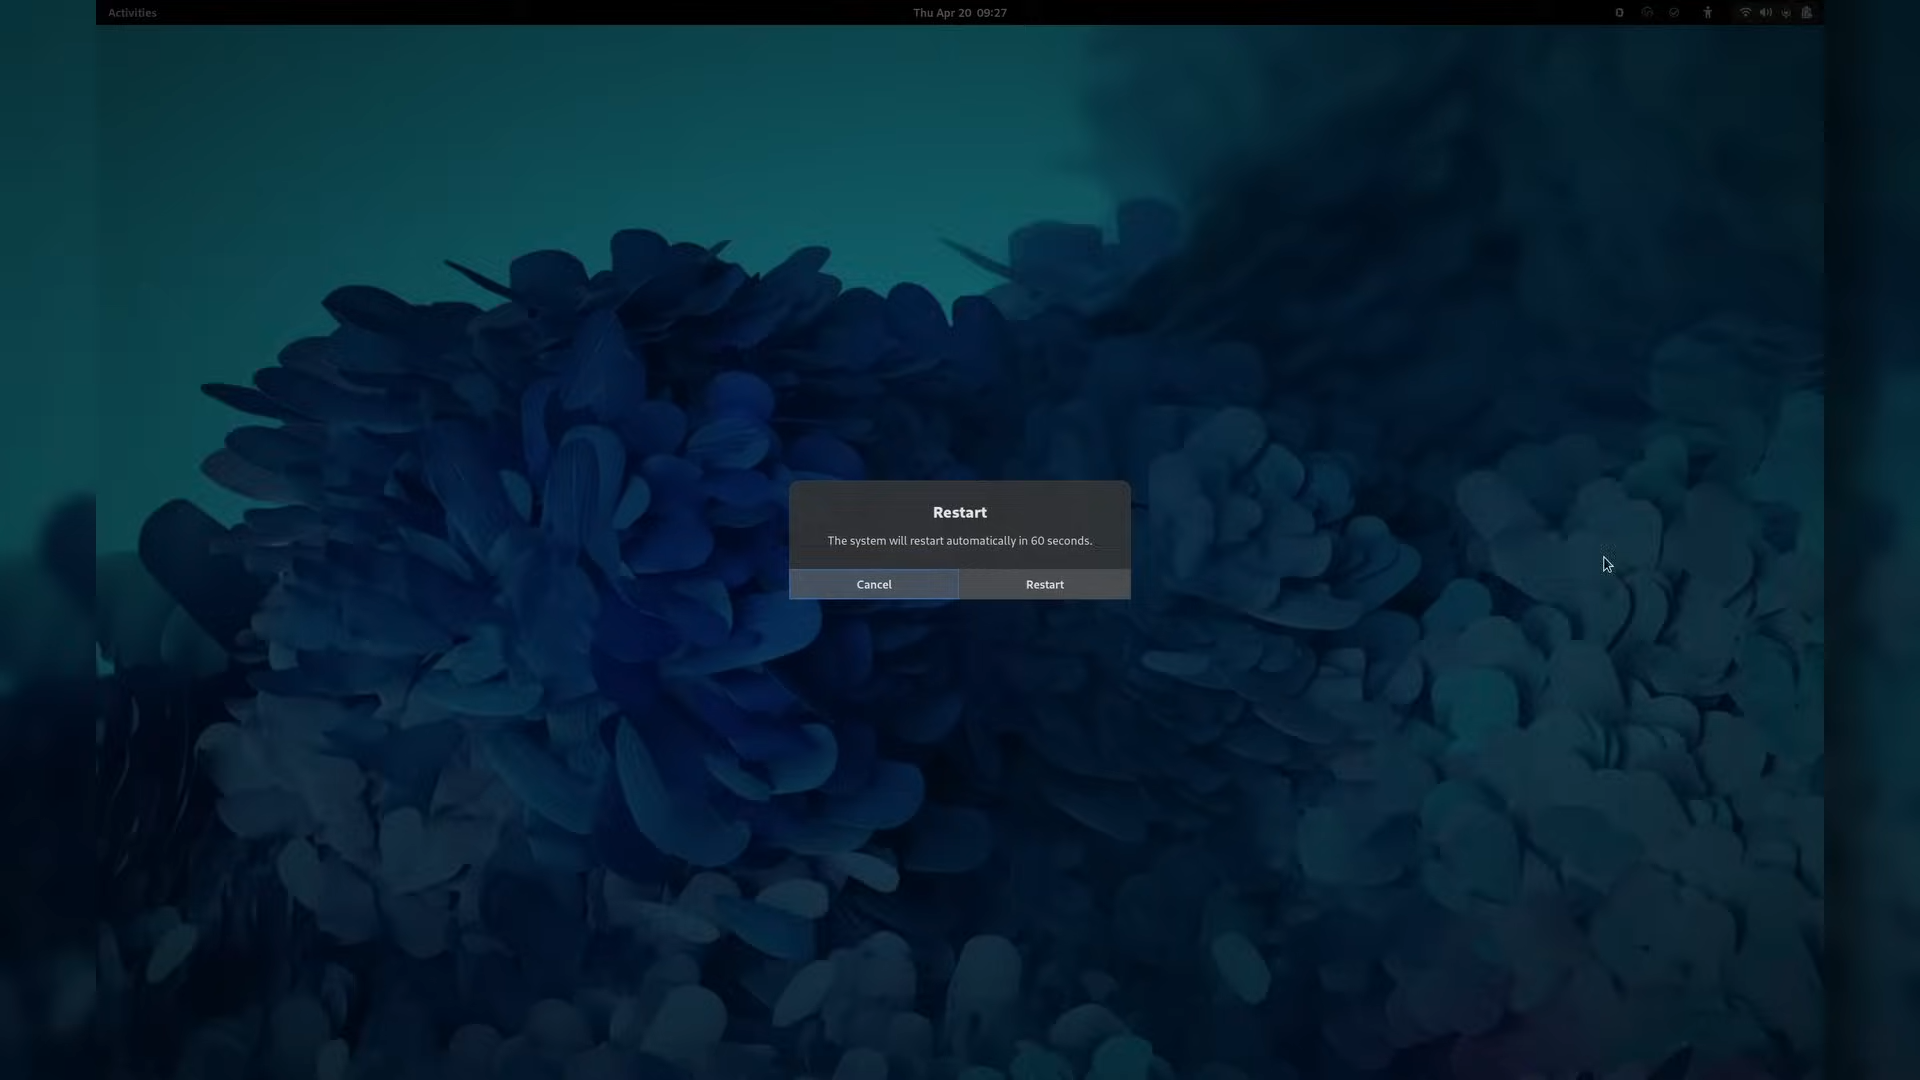 Activities
Thu Apr 20 09:27
Restart
The system will restart automatically in 60 seconds.
Cancel
Restart